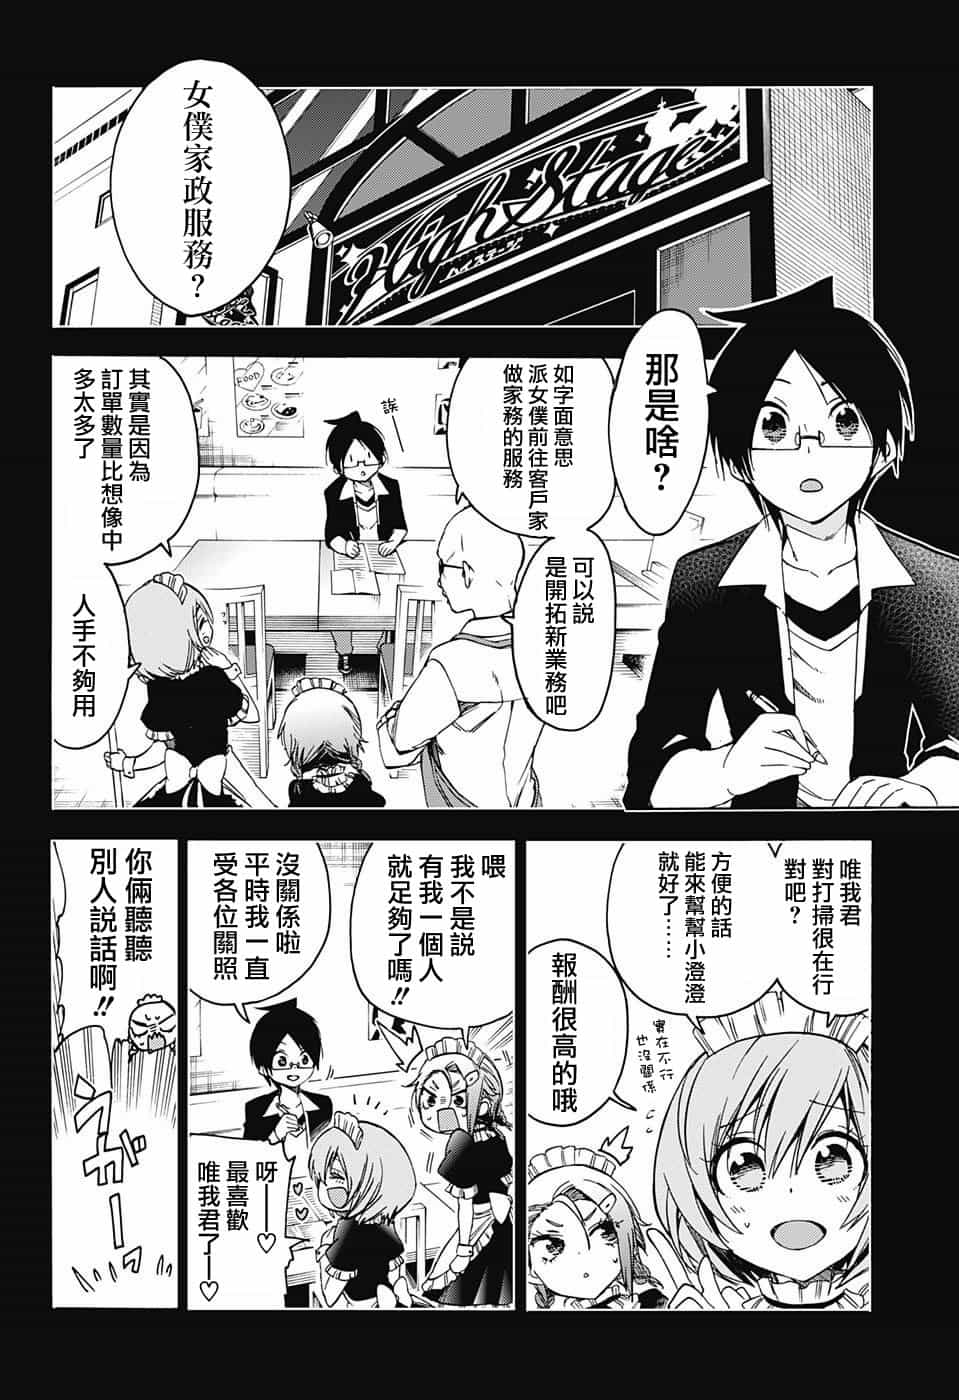 女僕家政服務？
High Stage
那是啥？
如字面意思
派女僕前往客戶家
做家務的服務
可以說
是開拓新業務吧
誒—
FOOD
其實是因為
訂單數量比想像中
多太多了
人手不夠用
唯我君
對打掃很在行
對吧？
方便的話
能來幫幫小澄澄
就好了……
報酬很高的哦
實在不行
也沒關係
喂
我不是說
有我一個人
就足夠了嗎!!
沒關係啦
平時我一直
受各位關照
呀——♡
最喜歡
唯我君了—♡
你倆聽聽
別人說話啊!!
うがーっ